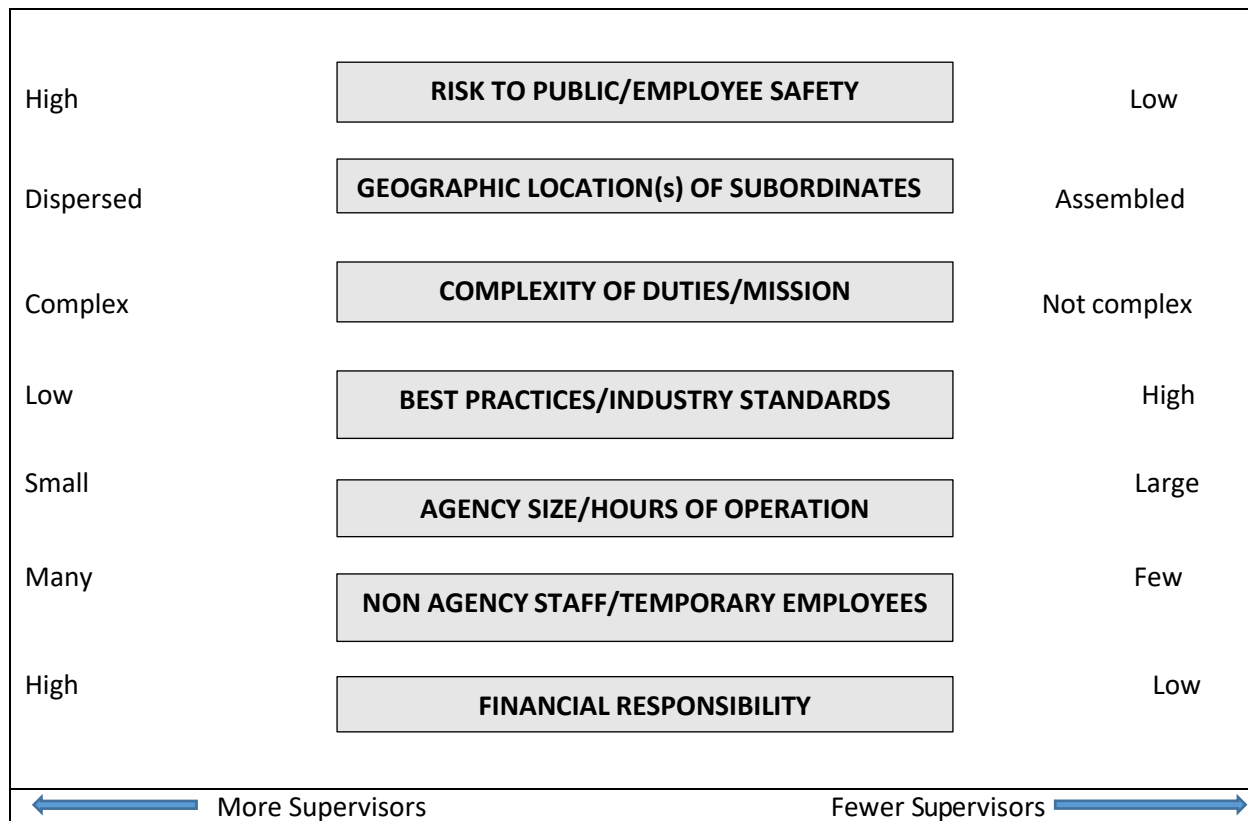 High RISK TO PUBLIC/EMPLOYEE SAFETY Low
Dispersed GEOGRAPHIC LOCATION(s) OF SUBORDINATES Assembled
Complex COMPLEXITY OF DUTIES/MISSION Not complex
Low BEST PRACTICES/INDUSTRY STANDARDS High
Small AGENCY SIZE/HOURS OF OPERATION Large
Many NON AGENCY STAFF/TEMPORARY EMPLOYEES Few
High FINANCIAL RESPONSIBILITY Low
More Supervisors Fewer Supervisors